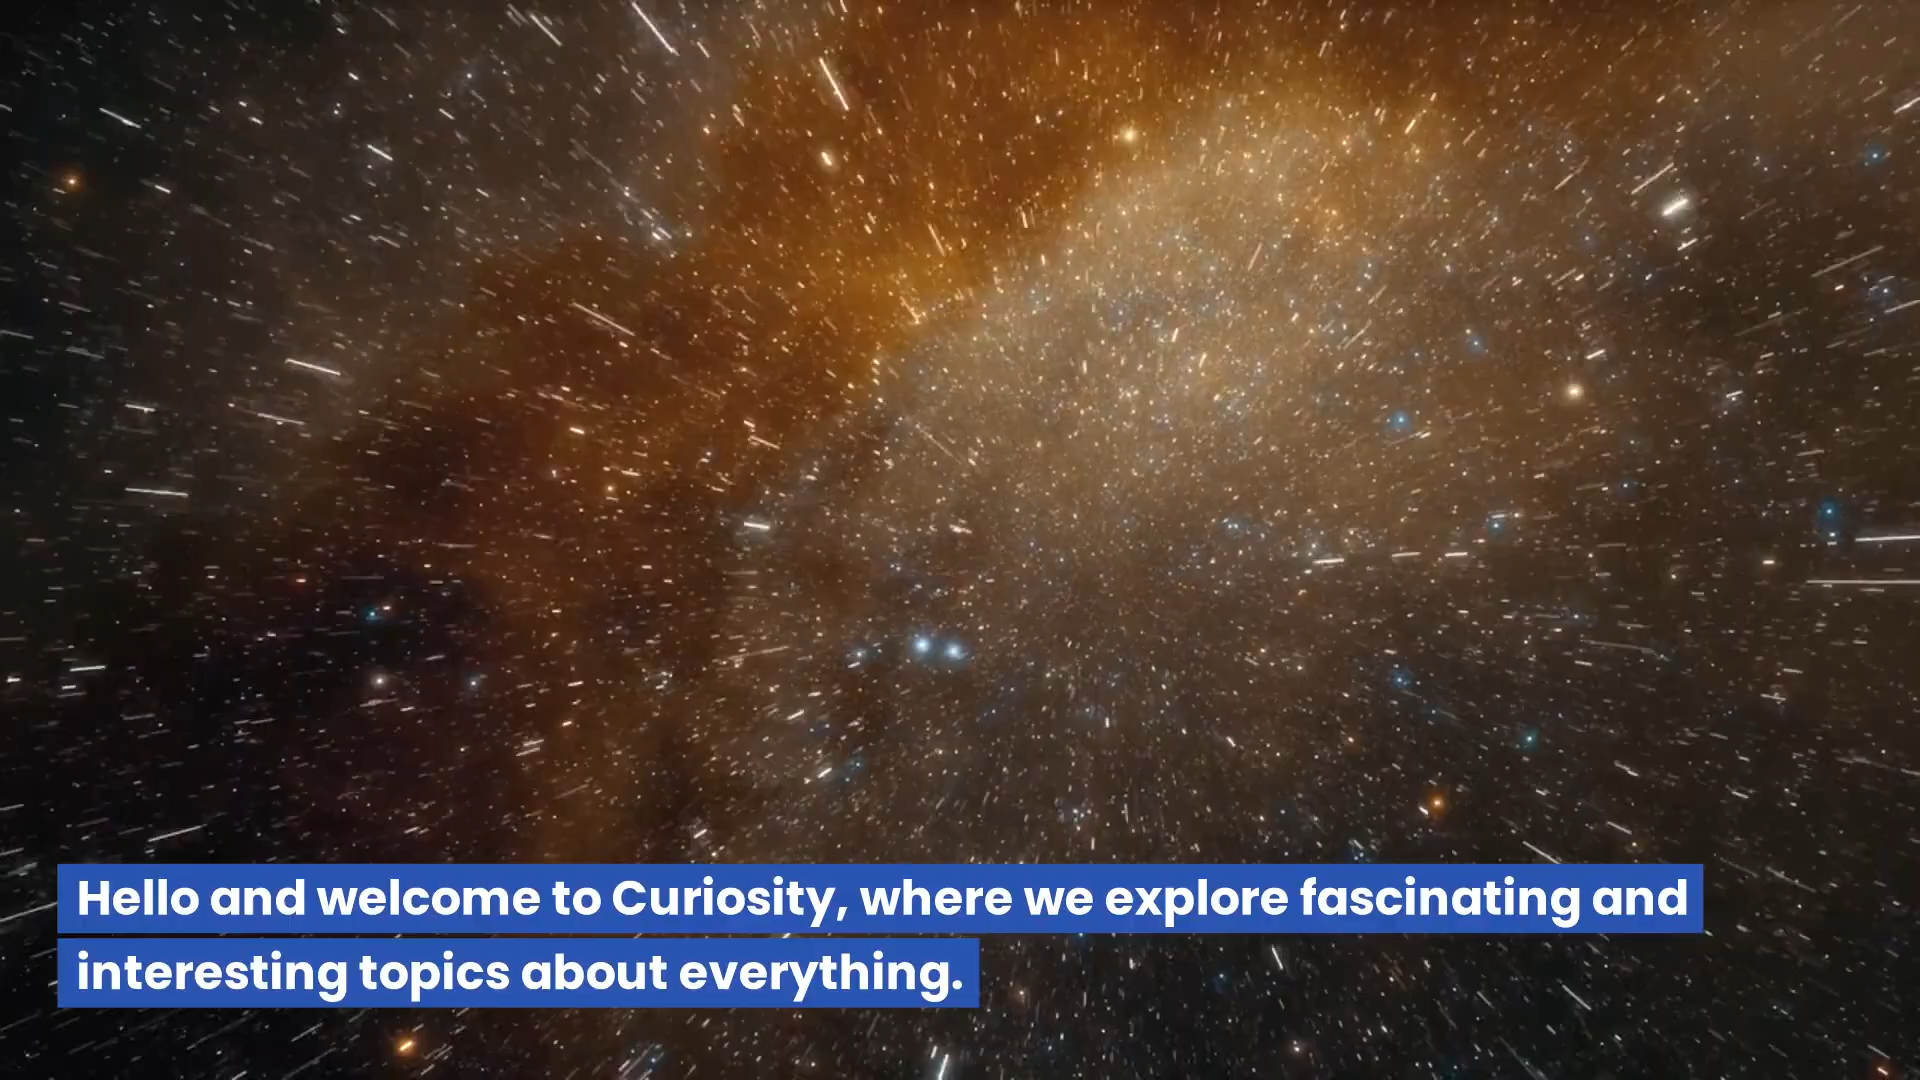 Hello and welcome to Curiosity, where we explore fascinating and
interesting topics about everything.